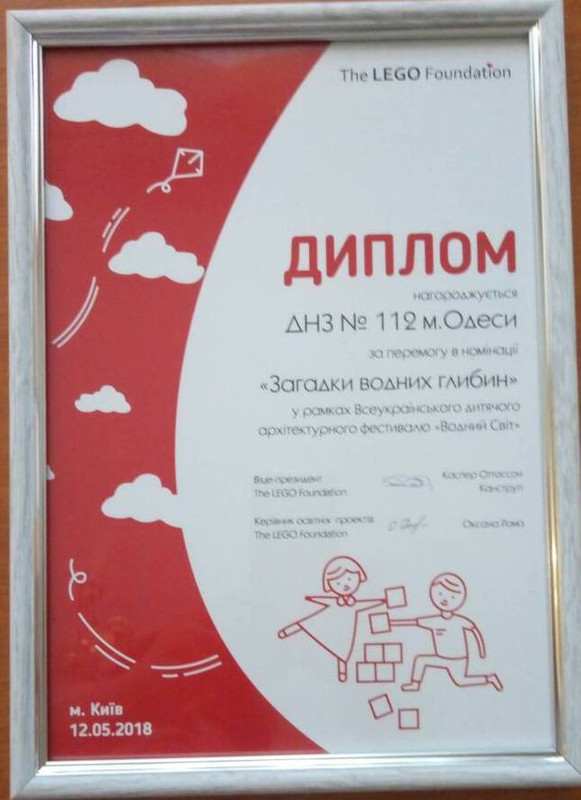 The LEGO Foundation
ДИПЛОМ
нагороджується
ДНЗ № 112 м.Одеси
за перемогу в номінації
«Загадки водних глибин»
у рамках Всеукраїнського дитячого
архітектурного фестивалю «Водний Світ»
Віце-президент
The LEGO Foundation
Каспер Оттоссон
Канструп
Керівник освітніх проектів
The LEGO Foundation
Оксана Рома
м. Київ
12.05.2018